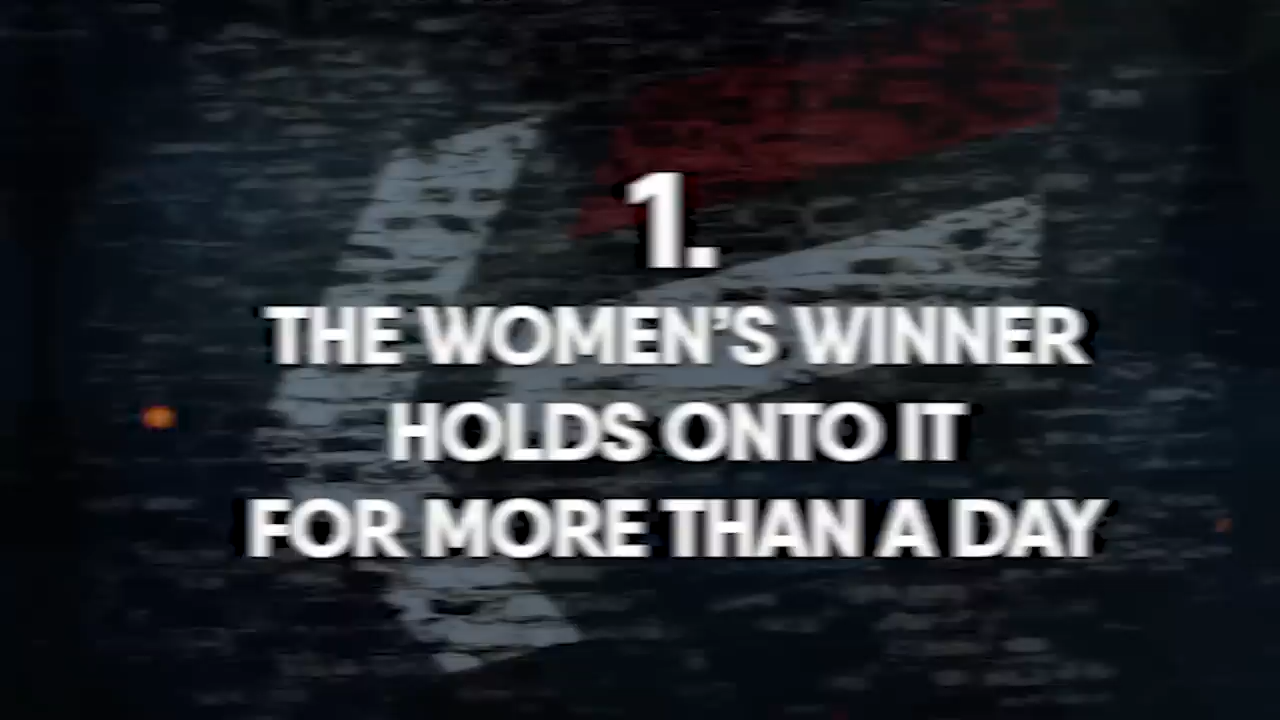 1.
THE WOMEN'S WINNER
HOLDS ONTO IT
FOR MORE THAN A DAY